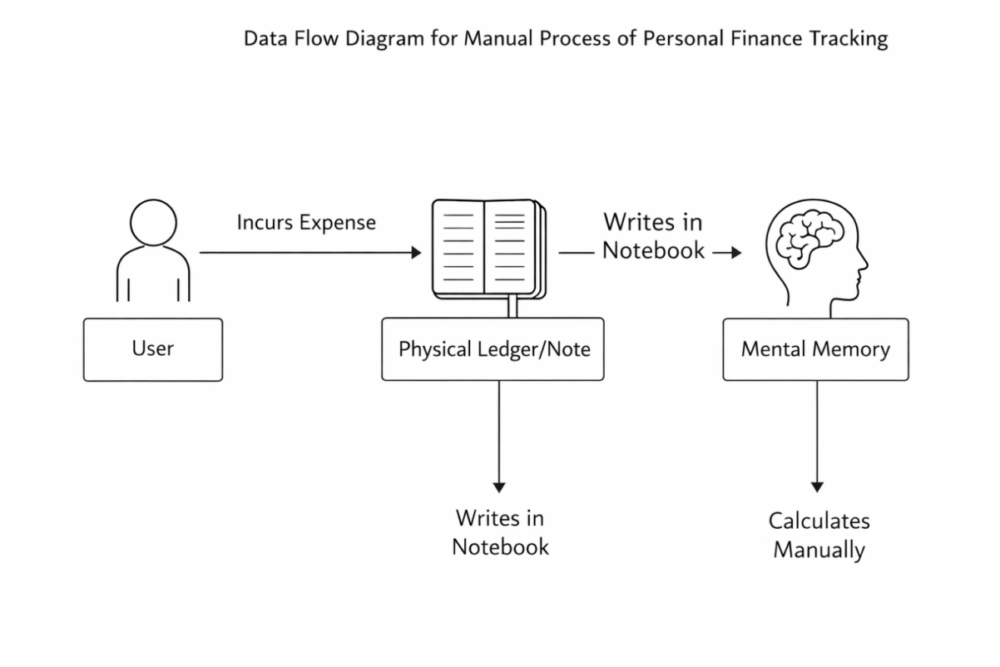 Data Flow Diagram for Manual Process of Personal Finance Tracking
Incurs Expense
Writes in
Notebook
User
Physical Ledger/Note
Mental Memory
Writes in
Notebook
Calculates
Manually